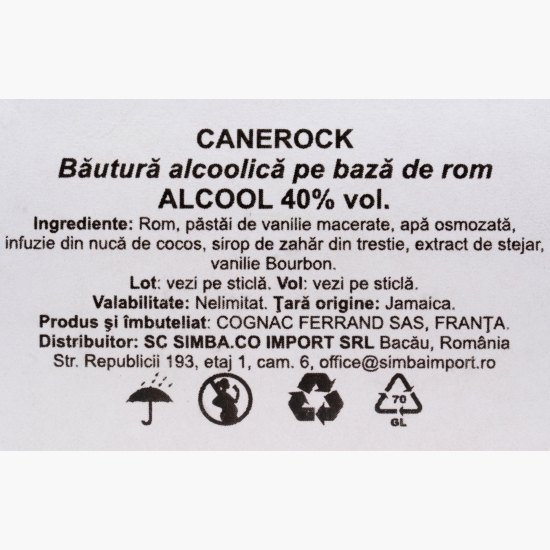 CANEROCK
Băutură alcoolică pe bază de rom
ALCOOL 40% vol.
Ingrediente: Rom, păstăi de vanilie macerate, apă osmozată,
infuzie din nucă de cocos, sirop de zahăr din trestie, extract de stejar,
vanilie Bourbon.
Lot: vezi pe sticlă. Vol: vezi pe sticlă.
Valabilitate: Nelimitat. Ţară origine: Jamaica.
Produs şi îmbuteliat: COGNAC FERRAND SAS, FRANŢA.
Distribuitor: SC SIMBA.CO IMPORT SRL Bacău, România
Str. Republicii 193, etaj 1, cam. 6, office@simbaimport.ro
70
GL